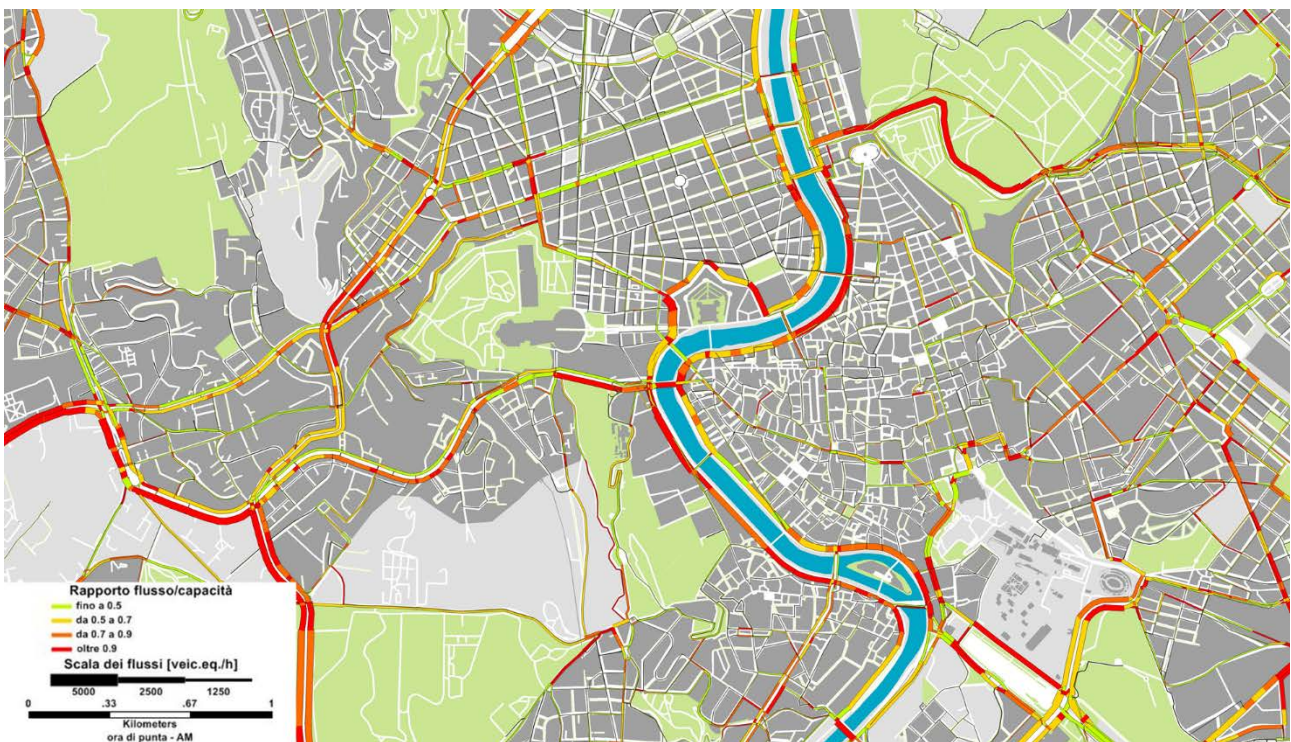 Rapporto flusso/capacità
fino a 0.5
da 0.5 a 0.7
da 0.7 a 0.9
oltre 0.9
Scala dei flussi [veic.eq./h]
5000 2500 1250
0 .33 .67 1
Kilometers
ora di punta - AM